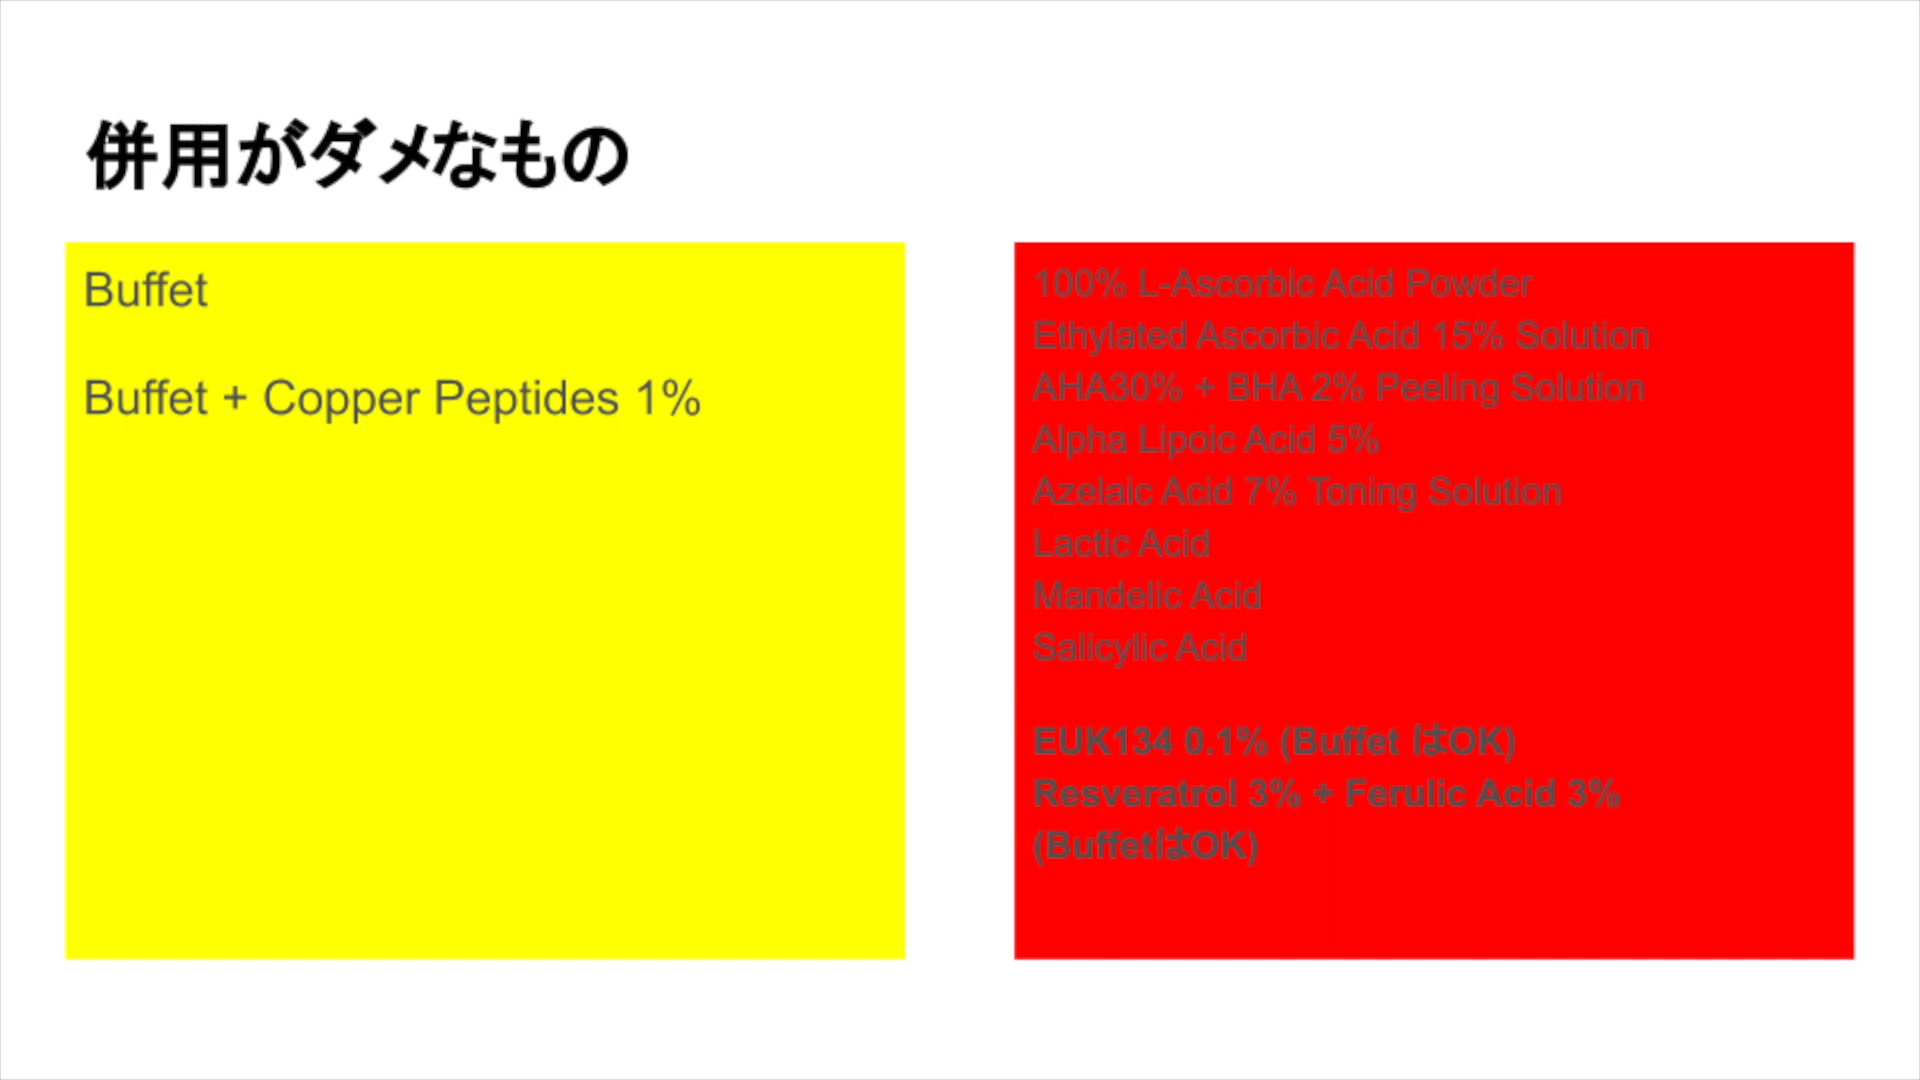 併用がダメなもの
Buffet
Buffet + Copper Peptides 1%
100% L-Ascorbic Acid Powder
Ethylated Ascorbic Acid 15% Solution
AHA30% + BHA 2% Peeling Solution
Alpha Lipoic Acid 5%
Azelaic Acid 7% Toning Solution
Lactic Acid
Mandelic Acid
Salicylic Acid
EUK134 0.1% (Buffet はOK)
Resveratrol 3% + Ferulic Acid 3%
(BuffetはOK)